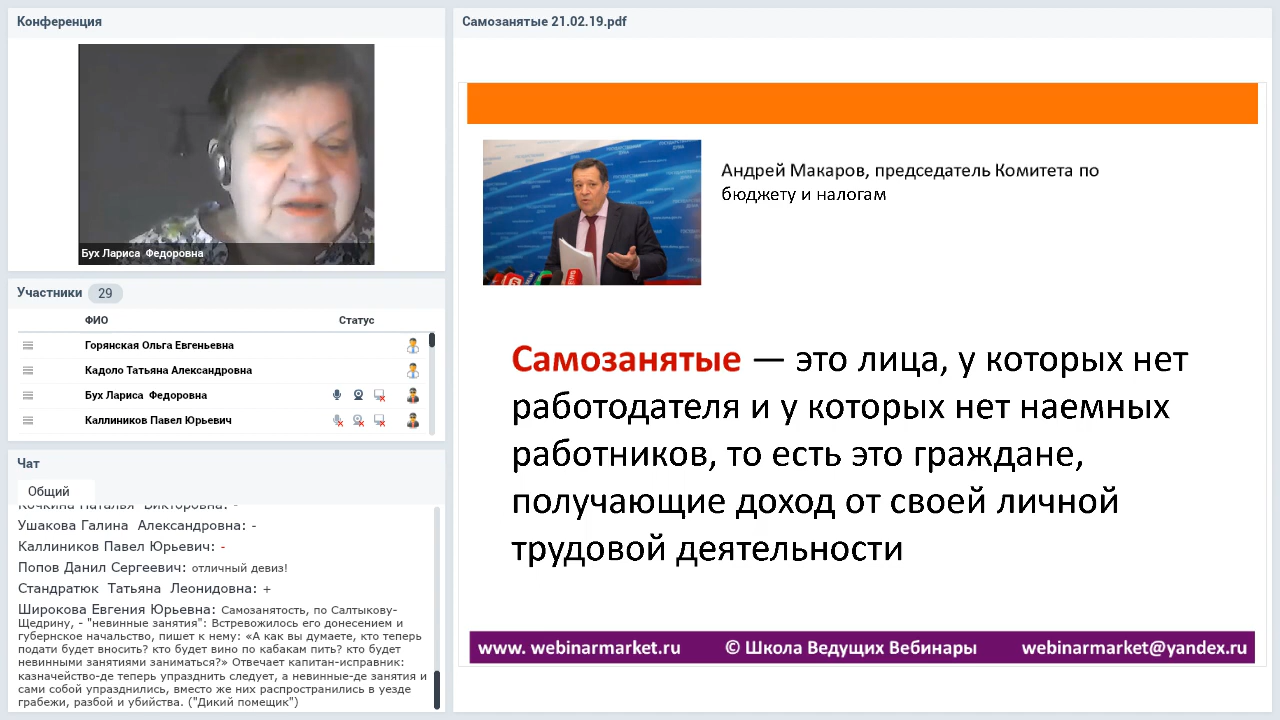 Конференция
Бух Лариса Федоровна
Участники 29
ФИО Статус
Горянская Ольга Евгеньевна
Кадоло Татьяна Александровна
Бух Лариса Федоровна
Каллиников Павел Юрьевич
Чат
Общий
Кочкина Наталья Викторовна: -
Ушакова Галина Александровна: -
Каллиников Павел Юрьевич: -
Попов Данил Сергеевич: отличный девиз!
Стандратюк Татьяна Леонидовна: +
Широкова Евгения Юрьевна: Самозанятость, по Салтыкову-
Щедрину, - "невинные занятия": Встревожилось его донесением и
губернское начальство, пишет к нему: «А как вы думаете, кто теперь
подати будет вносить? кто будет вино по кабакам пить? кто будет
невинными занятиями заниматься?» Отвечает капитан-исправник:
казначейство-де теперь упразднить следует, а невинные-де занятия и
сами собой упразднились, вместо же них распространились в уезде
грабежи, разбой и убийства. ("Дикий помещик")
Самозанятые 21.02.19.pdf
Андрей Макаров, председатель Комитета по
бюджету и налогам
Самозанятые — это лица, у которых нет
работодателя и у которых нет наемных
работников, то есть это граждане,
получающие доход от своей личной
трудовой деятельности
www. webinarmarket.ru © Школа Ведущих Вебинары webinarmarket@yandex.ru